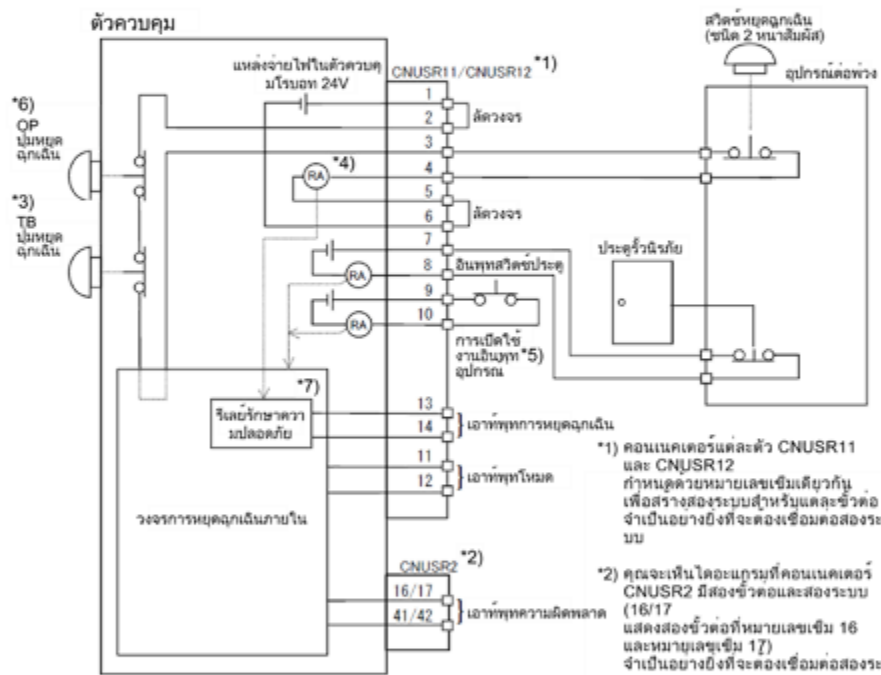 ตัวควบคุม
สวิตช์หยุดฉุกเฉิน
(ชนิด 2 หน้าสัมผัส)
อุปกรณ์ต่อพ่วง
แหล่งจ่ายไฟในตัวควบคุ
มโรบอท 24V
CNUSR11/CNUSR12 *1)
*6)
OP
ปุ่มหยุด
ฉุกเฉิน
*3)
TB
ปุ่มหยุด
ฉุกเฉิน
1
2
ลัดวงจร
3
*4)
RA
4
5
6
ลัดวงจร
7
RA
8
อินพุทสวิตช์ประตู
9
RA
10
การเปิดใช้
งานอินพุท *5)
อุปกรณ์
ประตูรั้วนิรภัย
*7)
รีเลย์รักษาควา
มปลอดภัย
13
14
เอาท์พุทการหยุดฉุกเฉิน
11
12
เอาท์พุทโหมด
วงจรการหยุดฉุกเฉินภายใน
CNUSR2 *2)
16/17
41/42
เอาท์พุทความผิดพลาด
*1) คอนเนคเตอร์แต่ละตัว CNUSR11
และ CNUSR12
กำหนดด้วยหมายเลขเข็มเดียวกัน
เพื่อสร้างสองระบบสำหรับแต่ละขั้วต่อ
จำเป็นอย่างยิ่งที่จะต้องเชื่อมต่อสองระ
บบ
*2) คุณจะเห็นไดอะแกรมที่คอนเนคเตอร์
CNUSR2 มีสองขั้วต่อและสองระบบ
(16/17
แสดงสองขั้วต่อที่หมายเลขเข็ม 16
และหมายเลขเข็ม 17)
จำเป็นอย่างยิ่งที่จะต้องเชื่อมต่อสองระ